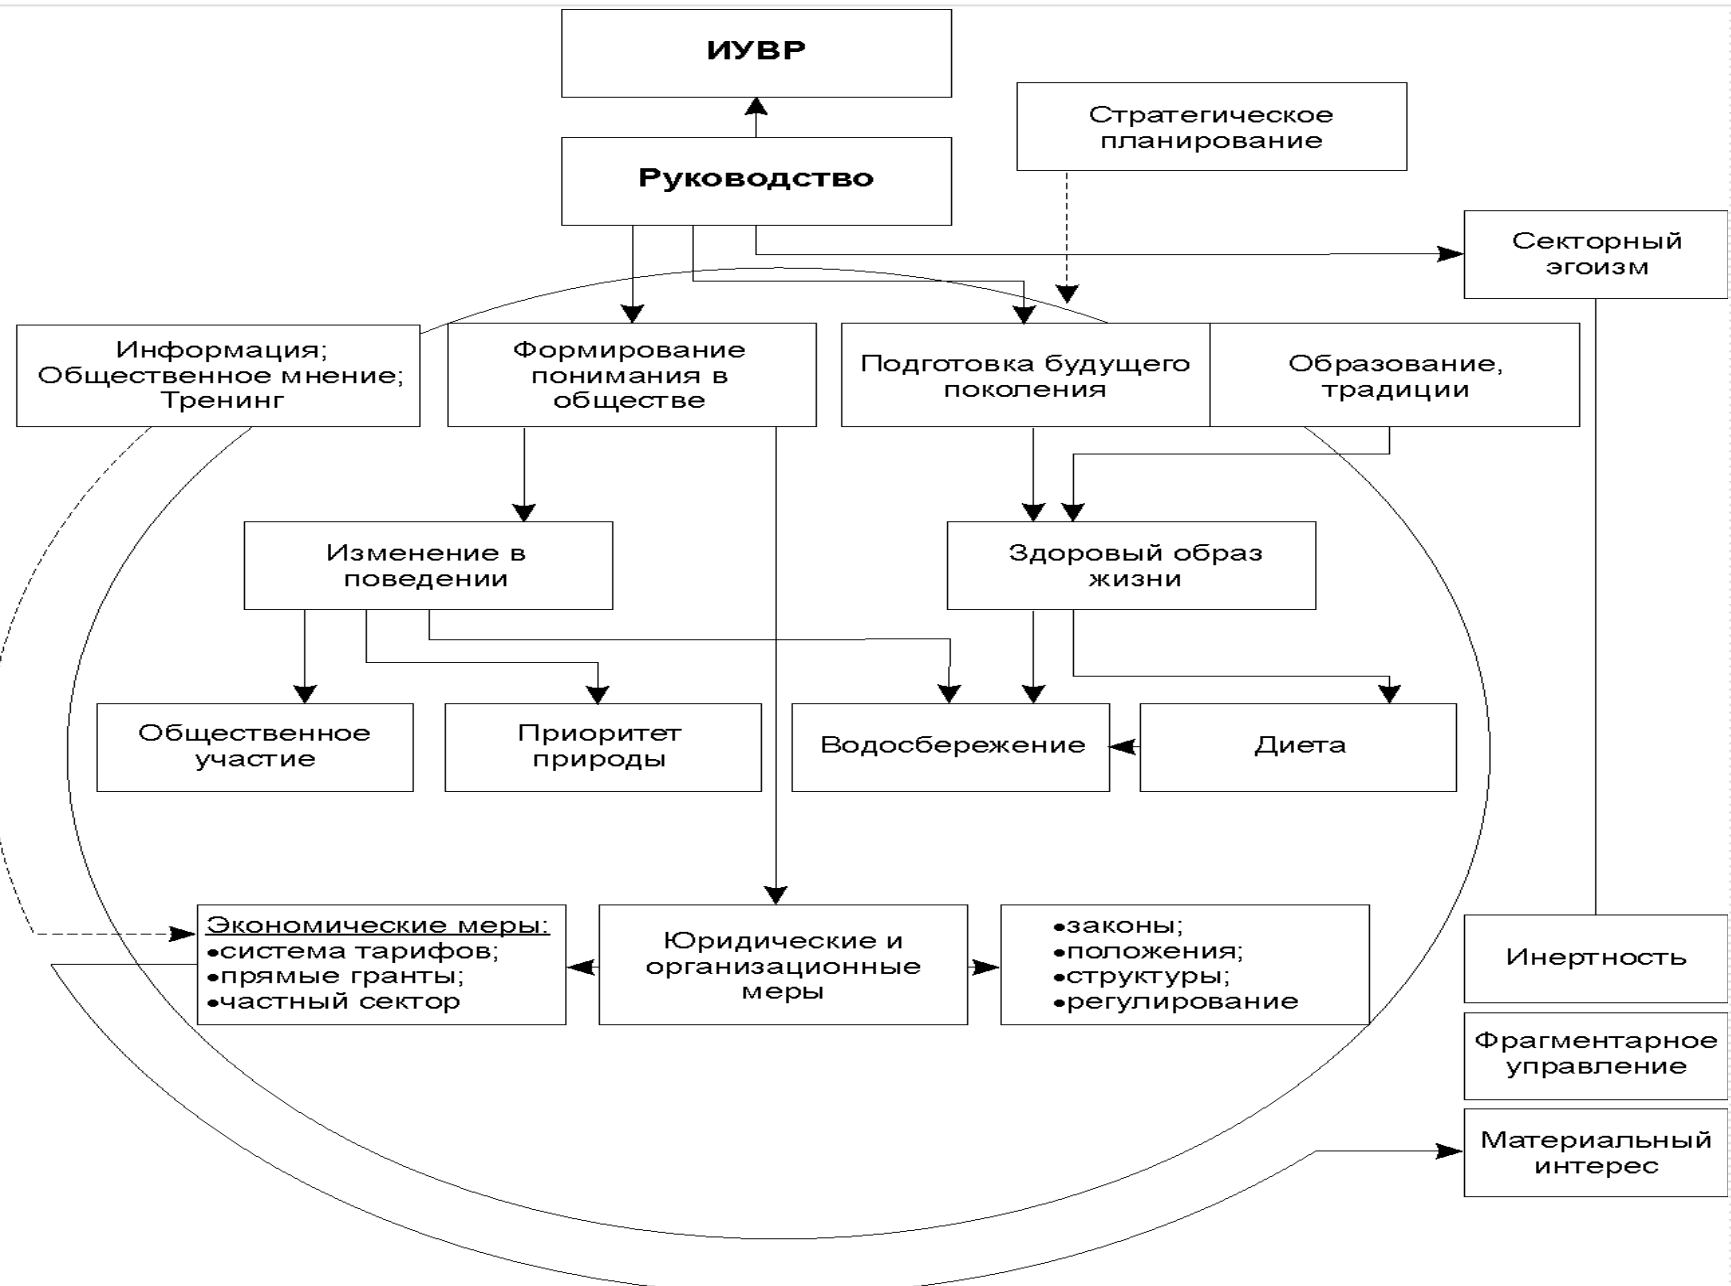 ИУВР
Стратегическое
планирование
Руководство
Секторный
эгоизм
Информация;
Общественное мнение;
Тренинг
Формирование
понимания в
обществе
Подготовка будущего
поколения
Образование,
традиции
Изменение в
поведении
Здоровый образ
жизни
Общественное
участие
Приоритет
природы
Водосбережение
Диета
Экономические меры:
•система тарифов;
•прямые гранты;
•частный сектор
Юридические и
организационные
меры
•законы;
•положения;
•структуры;
•регулирование
Инертность
Фрагментарное
управление
Материальный
интерес